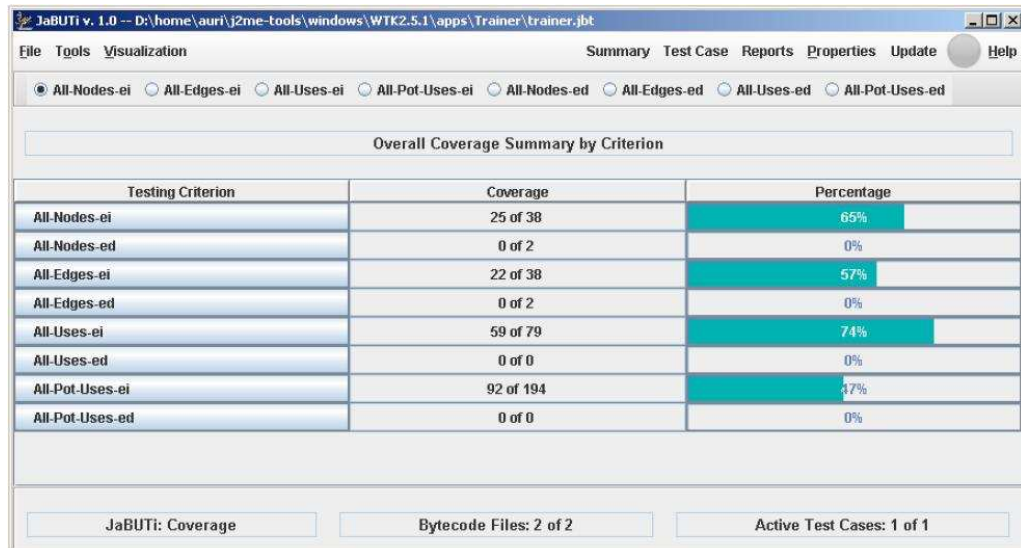 JaBUTi v. 1.0 -- D:\home\auri\j2me-tools\windows\WTK2.5.1\apps\Trainer\trainer.jbt
File Tools Visualization Summary Test Case Reports Properties Update Help
All-Nodes-ei All-Edges-ei All-Uses-ei All-Pot-Uses-ei All-Nodes-ed All-Edges-ed All-Uses-ed All-Pot-Uses-ed
Overall Coverage Summary by Criterion
Testing Criterion Coverage Percentage
All-Nodes-ei 25 of 38 65%
All-Nodes-ed 0 of 2 0%
All-Edges-ei 22 of 38 57%
All-Edges-ed 0 of 2 0%
All-Uses-ei 59 of 79 74%
All-Uses-ed 0 of 0 0%
All-Pot-Uses-ei 92 of 194 47%
All-Pot-Uses-ed 0 of 0 0%
JaBUTi: Coverage Bytecode Files: 2 of 2 Active Test Cases: 1 of 1